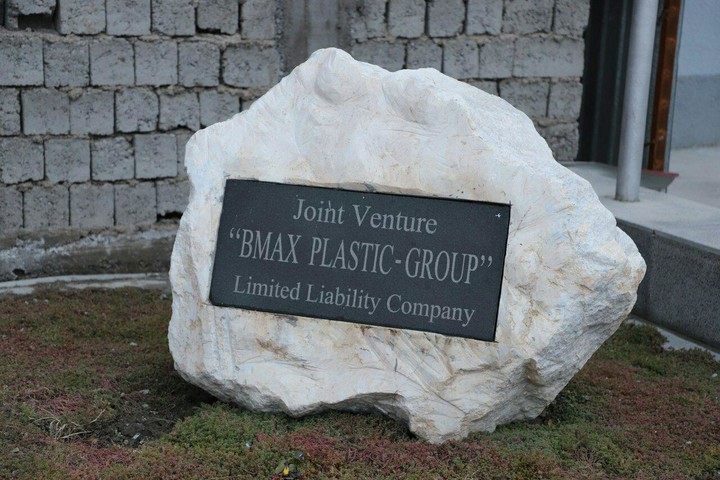 Joint Venture
“BMAX PLASTIC-GROUP”
Limited Liability Company